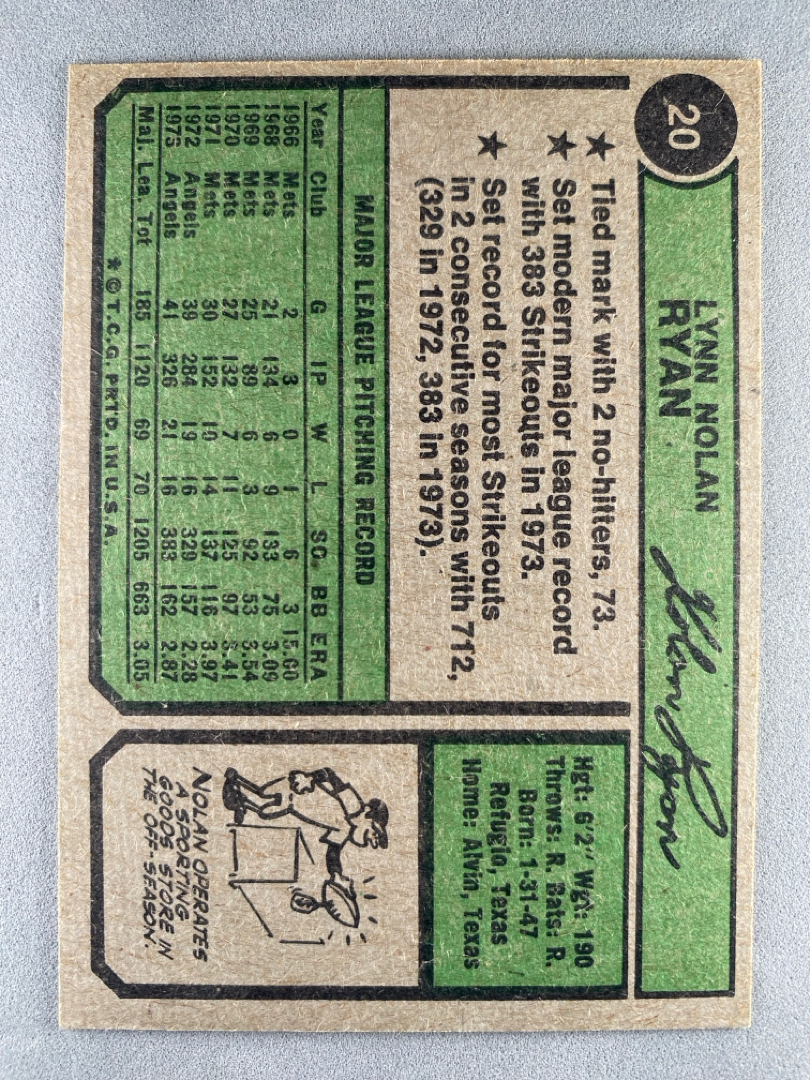 20
LYNN NOLAN
RYAN
Nolan Ryan
★ Tied mark with 2 no-hitters, 73.
★ Set modern major league record
with 383 Strikeouts in 1973.
★ Set record for most Strikeouts
in 2 consecutive seasons with 712,
(329 in 1972, 383 in 1973).
Hgt: 6'2" Wgt: 190
Throws: R. Bats: R.
Born: 1-31-47
Refugio, Texas
Home: Alvin, Texas
MAJOR LEAGUE PITCHING RECORD
Year Club G IP W L SO. BB ERA
1966 Mets 2 3 0 1 6 3 15.00
1968 Mets 21 134 6 9 133 75 3.09
1969 Mets 25 89 6 3 92 53 3.54
1970 Mets 27 132 7 11 125 97 3.41
1971 Mets 30 152 10 14 137 116 3.97
1972 Angels 39 284 19 16 329 157 2.28
1973 Angels 41 326 21 16 383 162 2.87
Maj. Lea. Tot 185 1120 69 70 1205 663 3.05
* © T.C.G. PRTD. IN U.S.A.
$
NOLAN OPERATES
A SPORTING
GOODS STORE IN
THE OFF-SEASON.